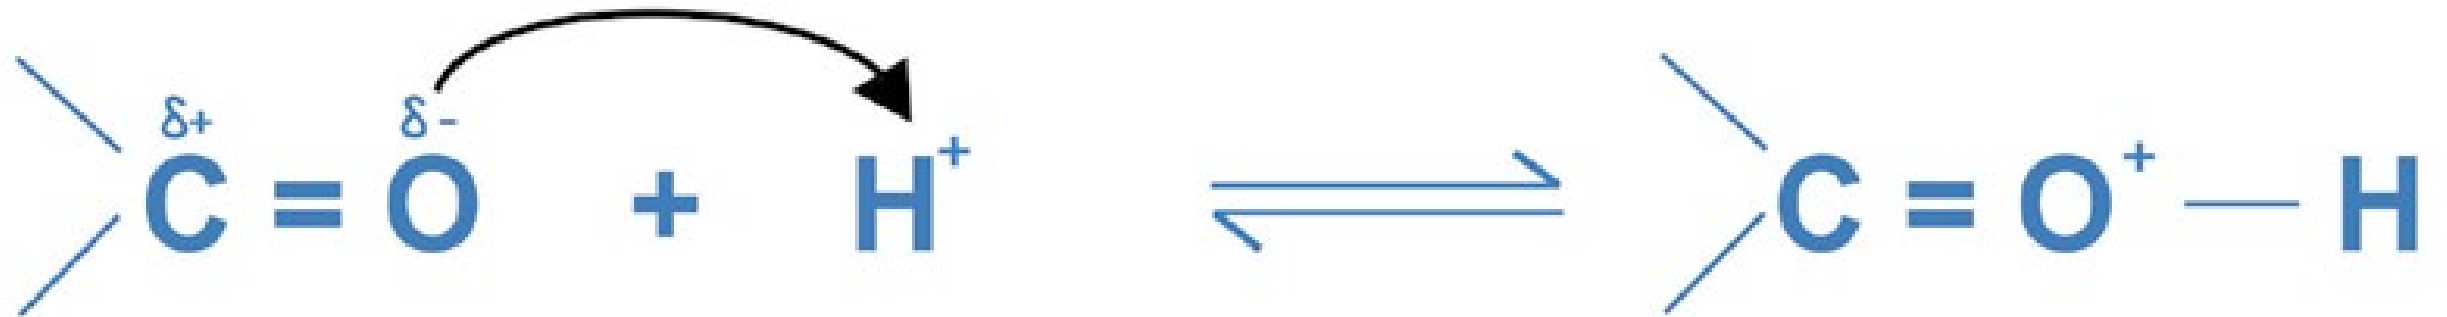 δ+ δ-
C = O + H+ ⇌ C = O+ — H